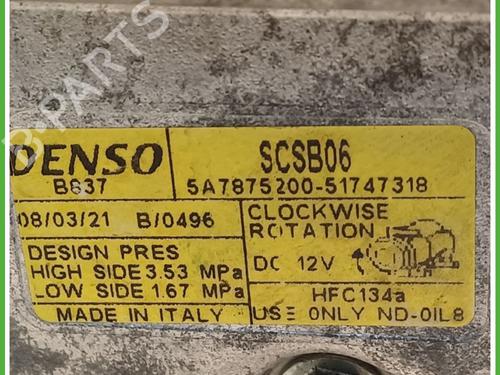 B-PARTS
DENSO
B837
SCSB06
5A7875200-51747318
08/03/21 B/0496
CLOCKWISE
ROTATION
DESIGN PRES
HIGH SIDE 3.53 MPa
LOW SIDE 1.67 MPa
DC 12V
HFC134a
MADE IN ITALY
USE ONLY ND-OIL8